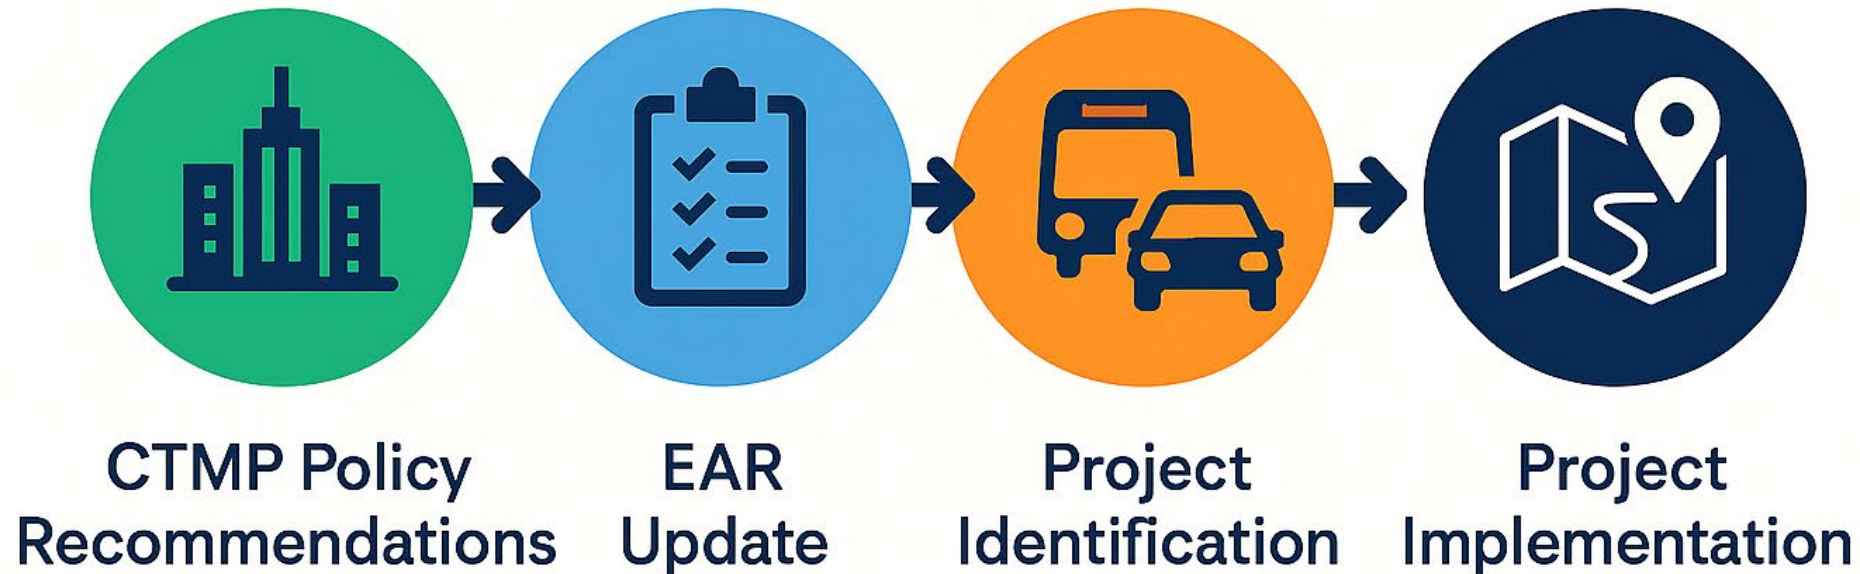 CTMP Policy
Recommendations
EAR
Update
Project
Identification
Project
Implementation